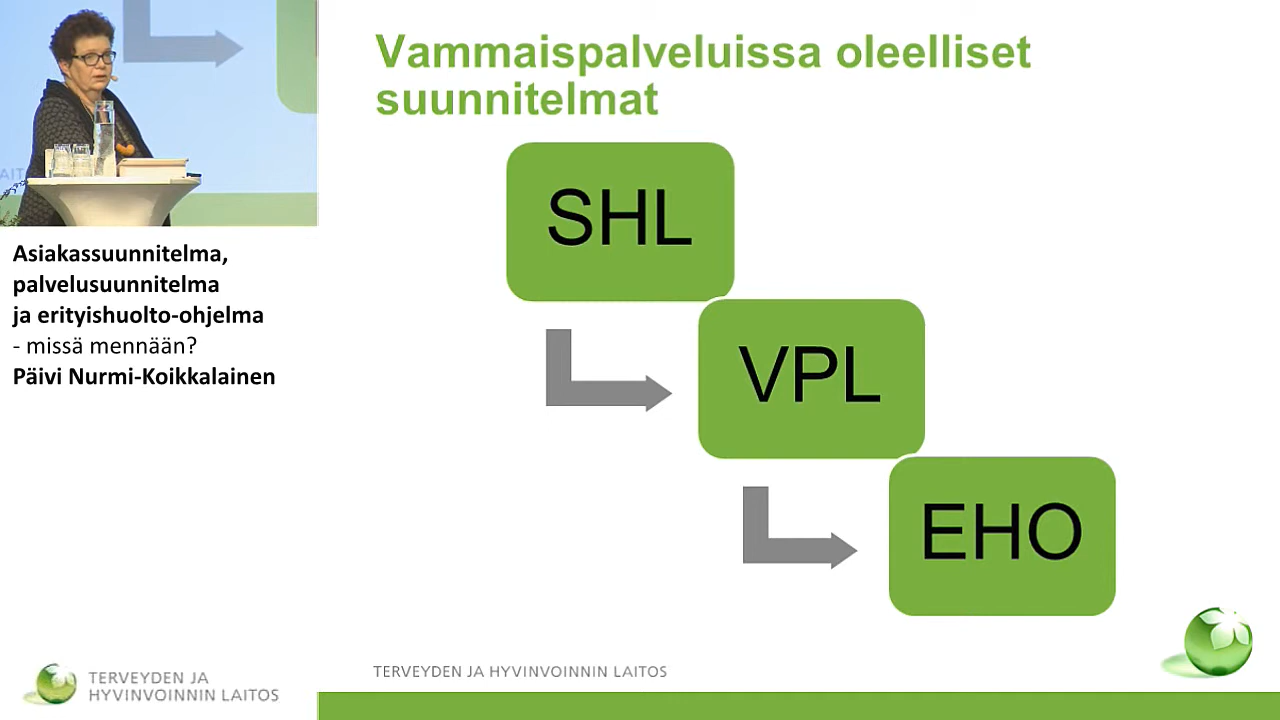 Vammaispalveluissa oleelliset
suunnitelmat
SHL
VPL
EHO
AIT
Asiakassuunnitelma,
palvelusuunnitelma
ja erityishuolto-ohjelma
- missä mennään?
Päivi Nurmi-Koikkalainen
TERVEYDEN JA
HYVINVOINNIN LAITOS
TERVEYDEN JA HYVINVOINNIN LAITOS